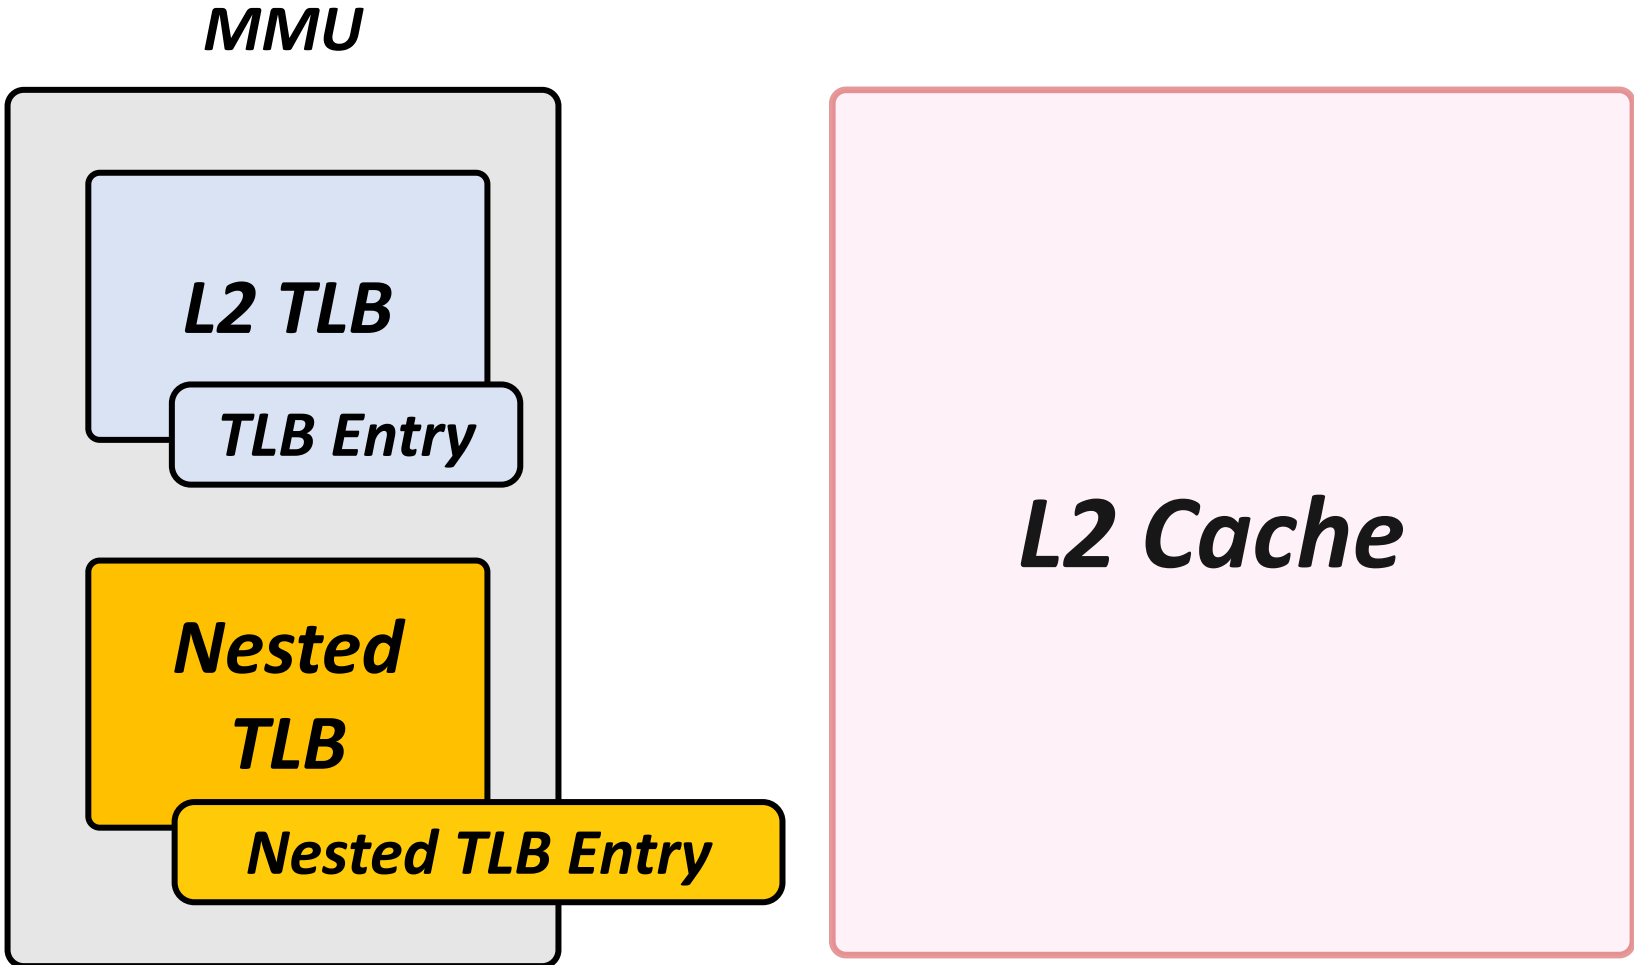 MMU
L2 TLB
TLB Entry
Nested
TLB
Nested TLB Entry
L2 Cache